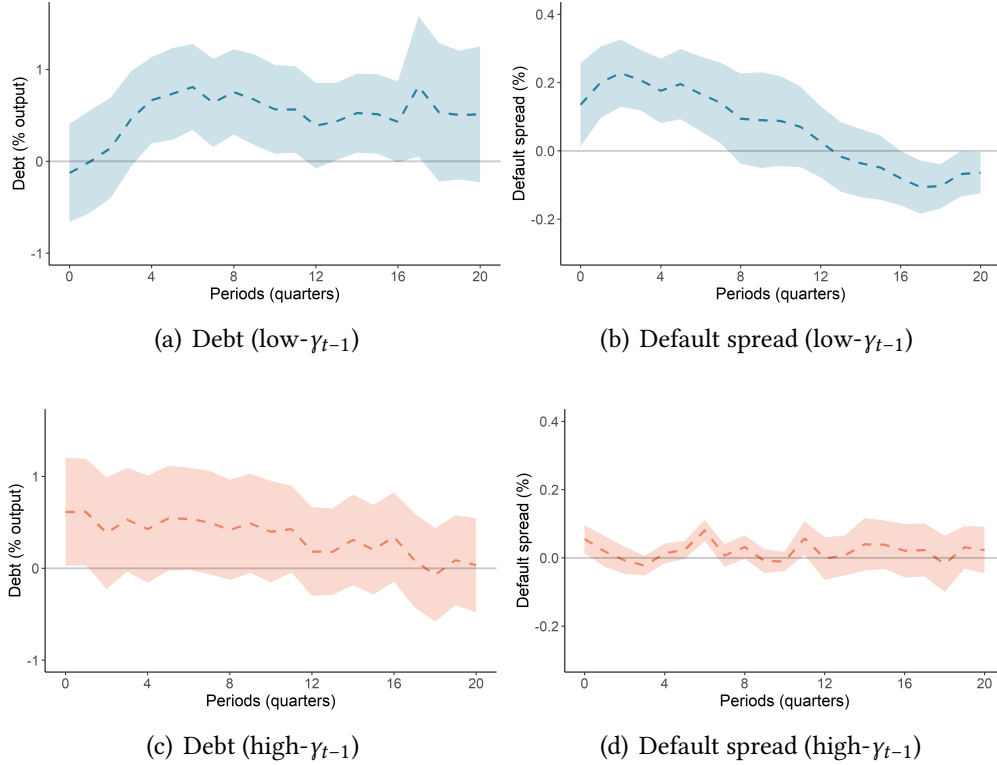 Debt (% output)
1
0
-1
0 4 8 12 16 20
Periods (quarters)
(a) Debt (low-γt−1)
Default spread (%)
0.4
0.2
0.0
-0.2
0 4 8 12 16 20
Periods (quarters)
(b) Default spread (low-γt−1)
Debt (% output)
1
0
-1
0 4 8 12 16 20
Periods (quarters)
(c) Debt (high-γt−1)
Default spread (%)
0.4
0.2
0.0
-0.2
0 4 8 12 16 20
Periods (quarters)
(d) Default spread (high-γt−1)